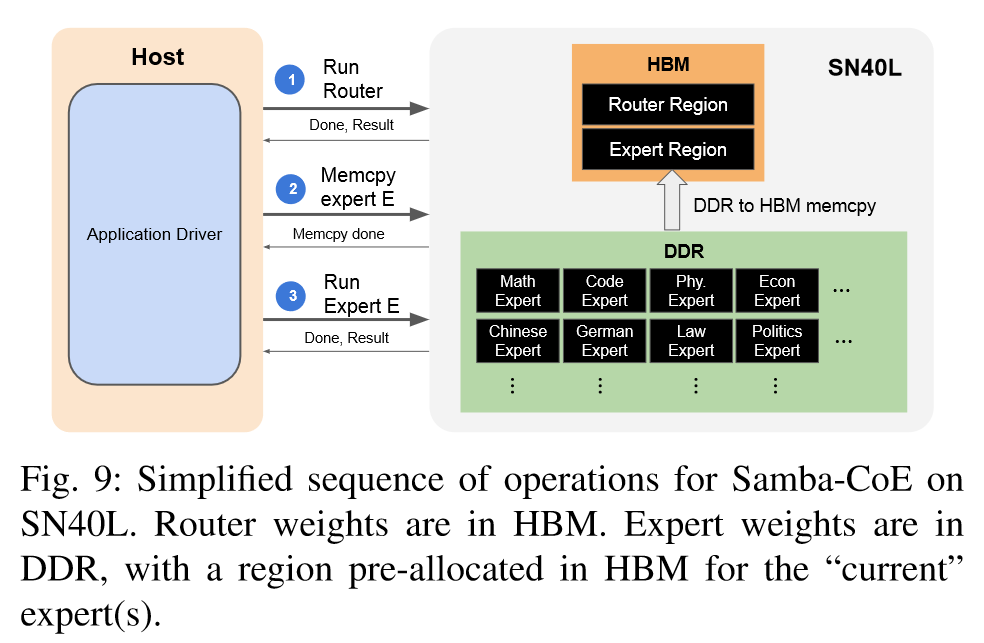 Host
Application Driver
1
Run
Router
Done, Result
2
Memcpy
expert E
Memcpy done
3
Run
Expert E
Done, Result
SN40L
HBM
Router Region
Expert Region
DDR to HBM memcpy
DDR
Math
Expert
Code
Expert
Phy.
Expert
Econ
Expert
...
Chinese
Expert
German
Expert
Law
Expert
Politics
Expert
...
Fig. 9: Simplified sequence of operations for Samba-CoE on
SN40L. Router weights are in HBM. Expert weights are in
DDR, with a region pre-allocated in HBM for the “current”
expert(s).